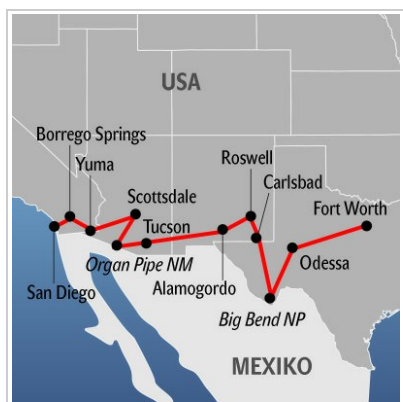 USA
Borrego Springs
Yuma
Scottsdale
Tucson
Roswell
Carlsbad
Fort Worth
Organ Pipe NM
San Diego
Alamogordo
Odessa
Big Bend NP
MEXIKO